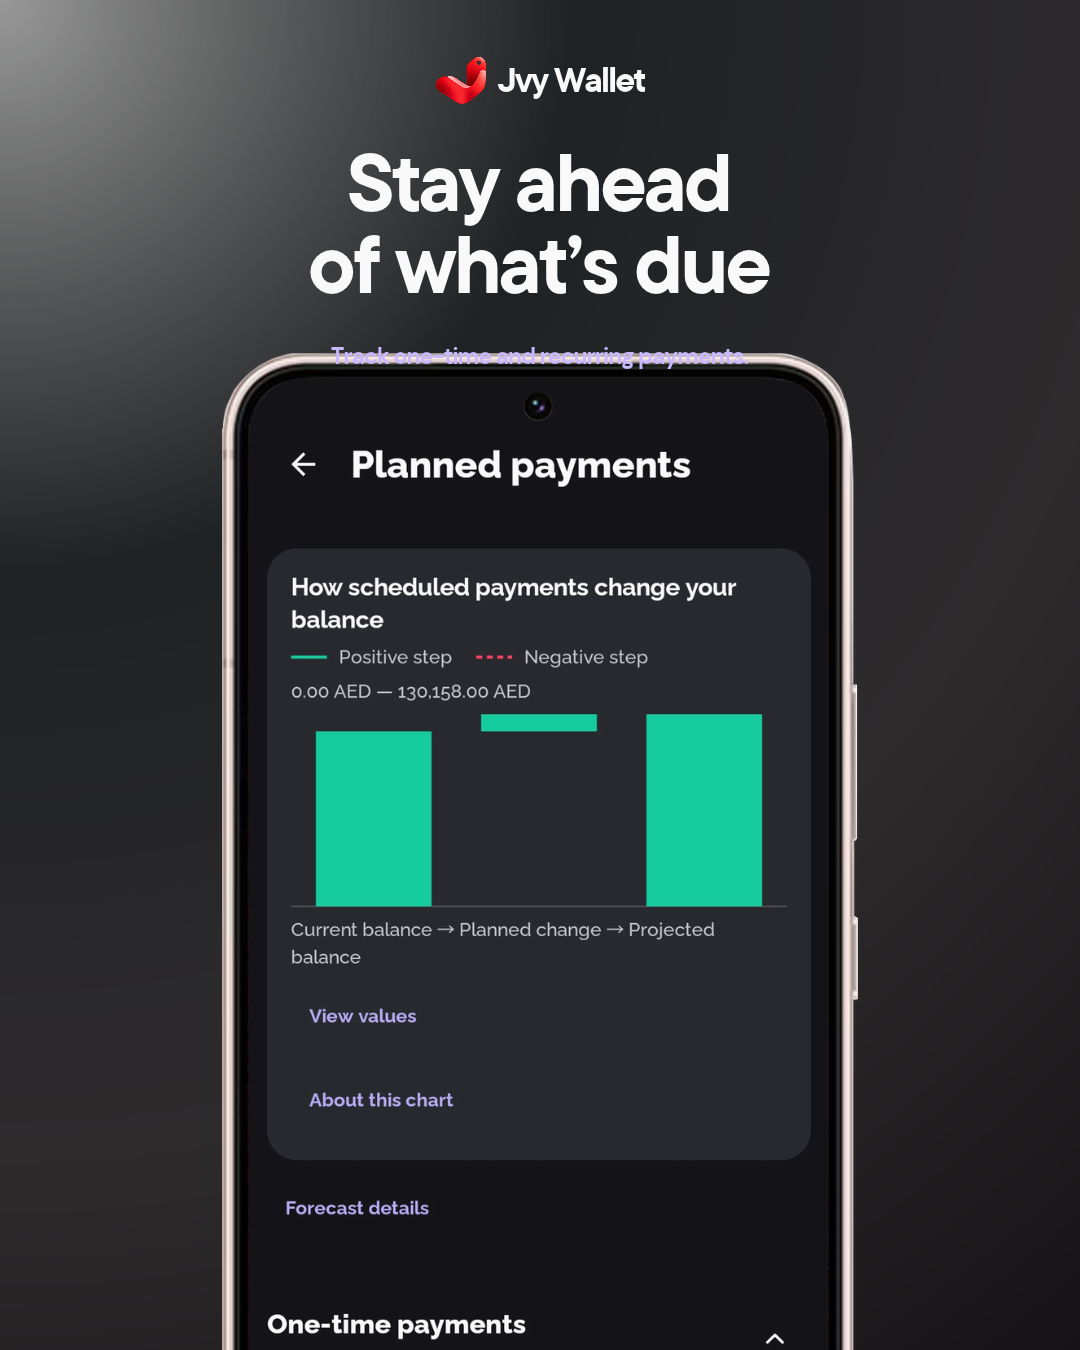 Jvy Wallet
Stay ahead
of what’s due
Track one-time and recurring payments.
Planned payments
How scheduled payments change your
balance
Positive step
Negative step
0.00 AED — 130,158.00 AED
Current balance → Planned change → Projected
balance
View values
About this chart
Forecast details
One-time payments